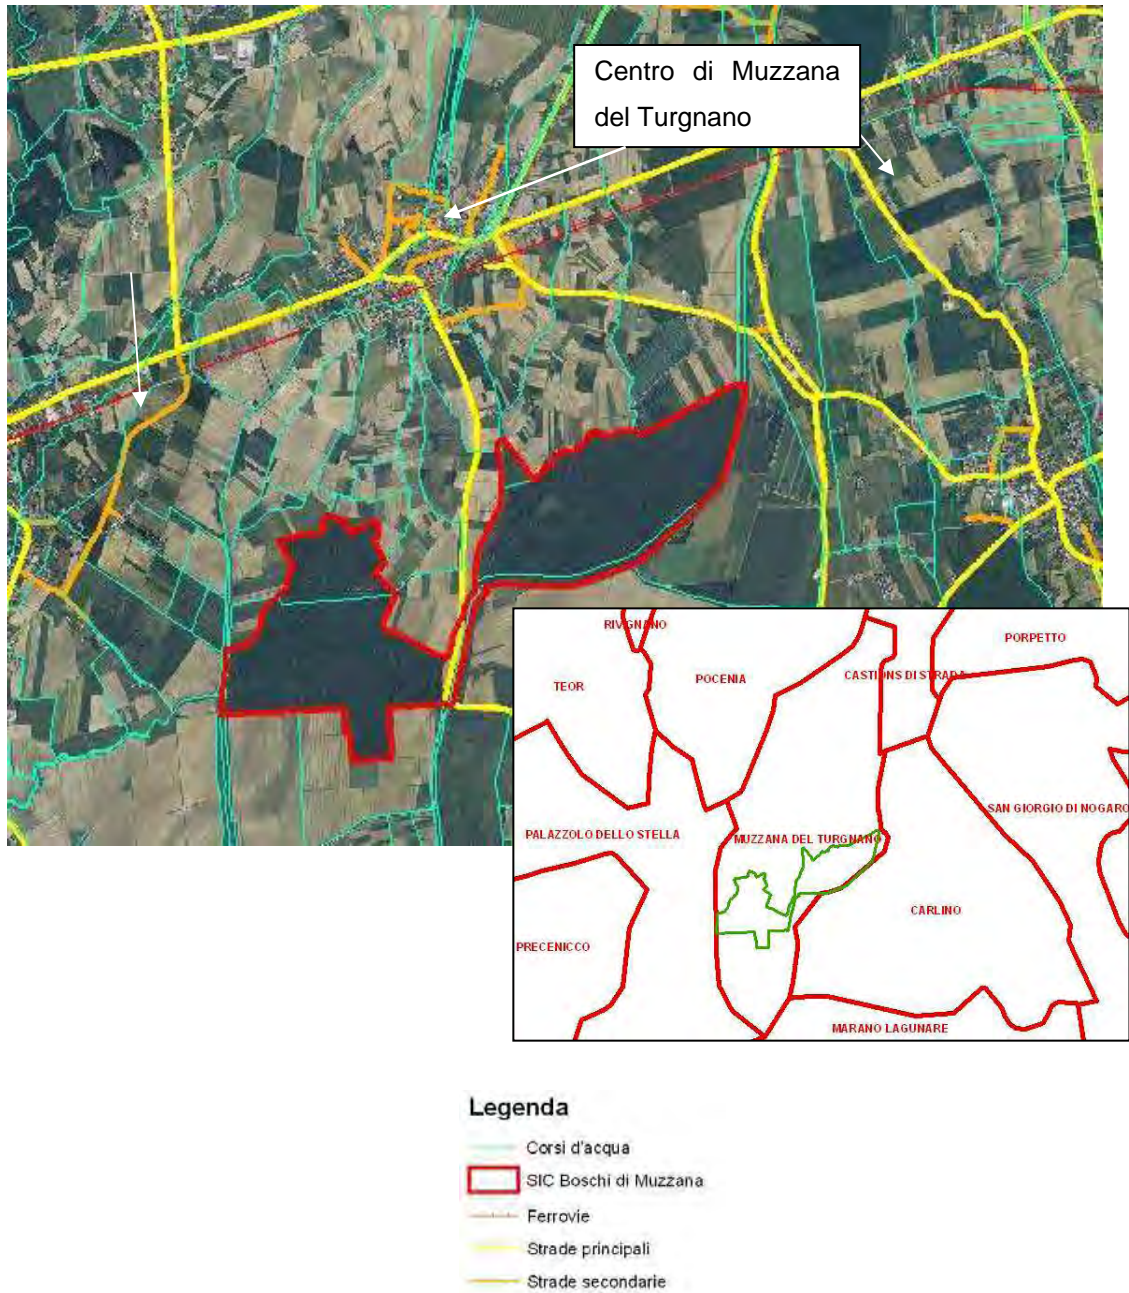 Centro di Muzzana
del Turgnano
RIVIGNANO
PORPETTO
TEOR
POCENIA
CASTIONS DI STRADA
SAN GIORGIO DI NOGARO
PALAZZOLO DELLO STELLA
MUZZANA DEL TURGNANO
CARLINO
PRECENICCO
MARANO LAGUNARE
Legenda
Corsi d'acqua
SIC Boschi di Muzzana
Ferrovie
Strade principali
Strade secondarie